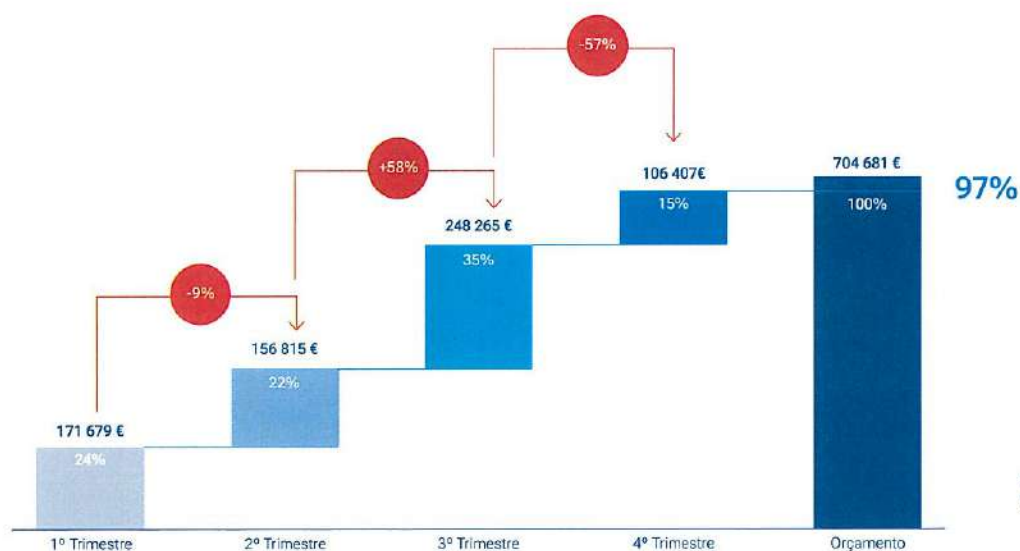 -57%
+58%
-9%
106 407€
704 681 €
97%
15%
100%
248 265 €
35%
156 815 €
22%
171 679 €
24%
1º Trimestre
2º Trimestre
3º Trimestre
4º Trimestre
Orçamento